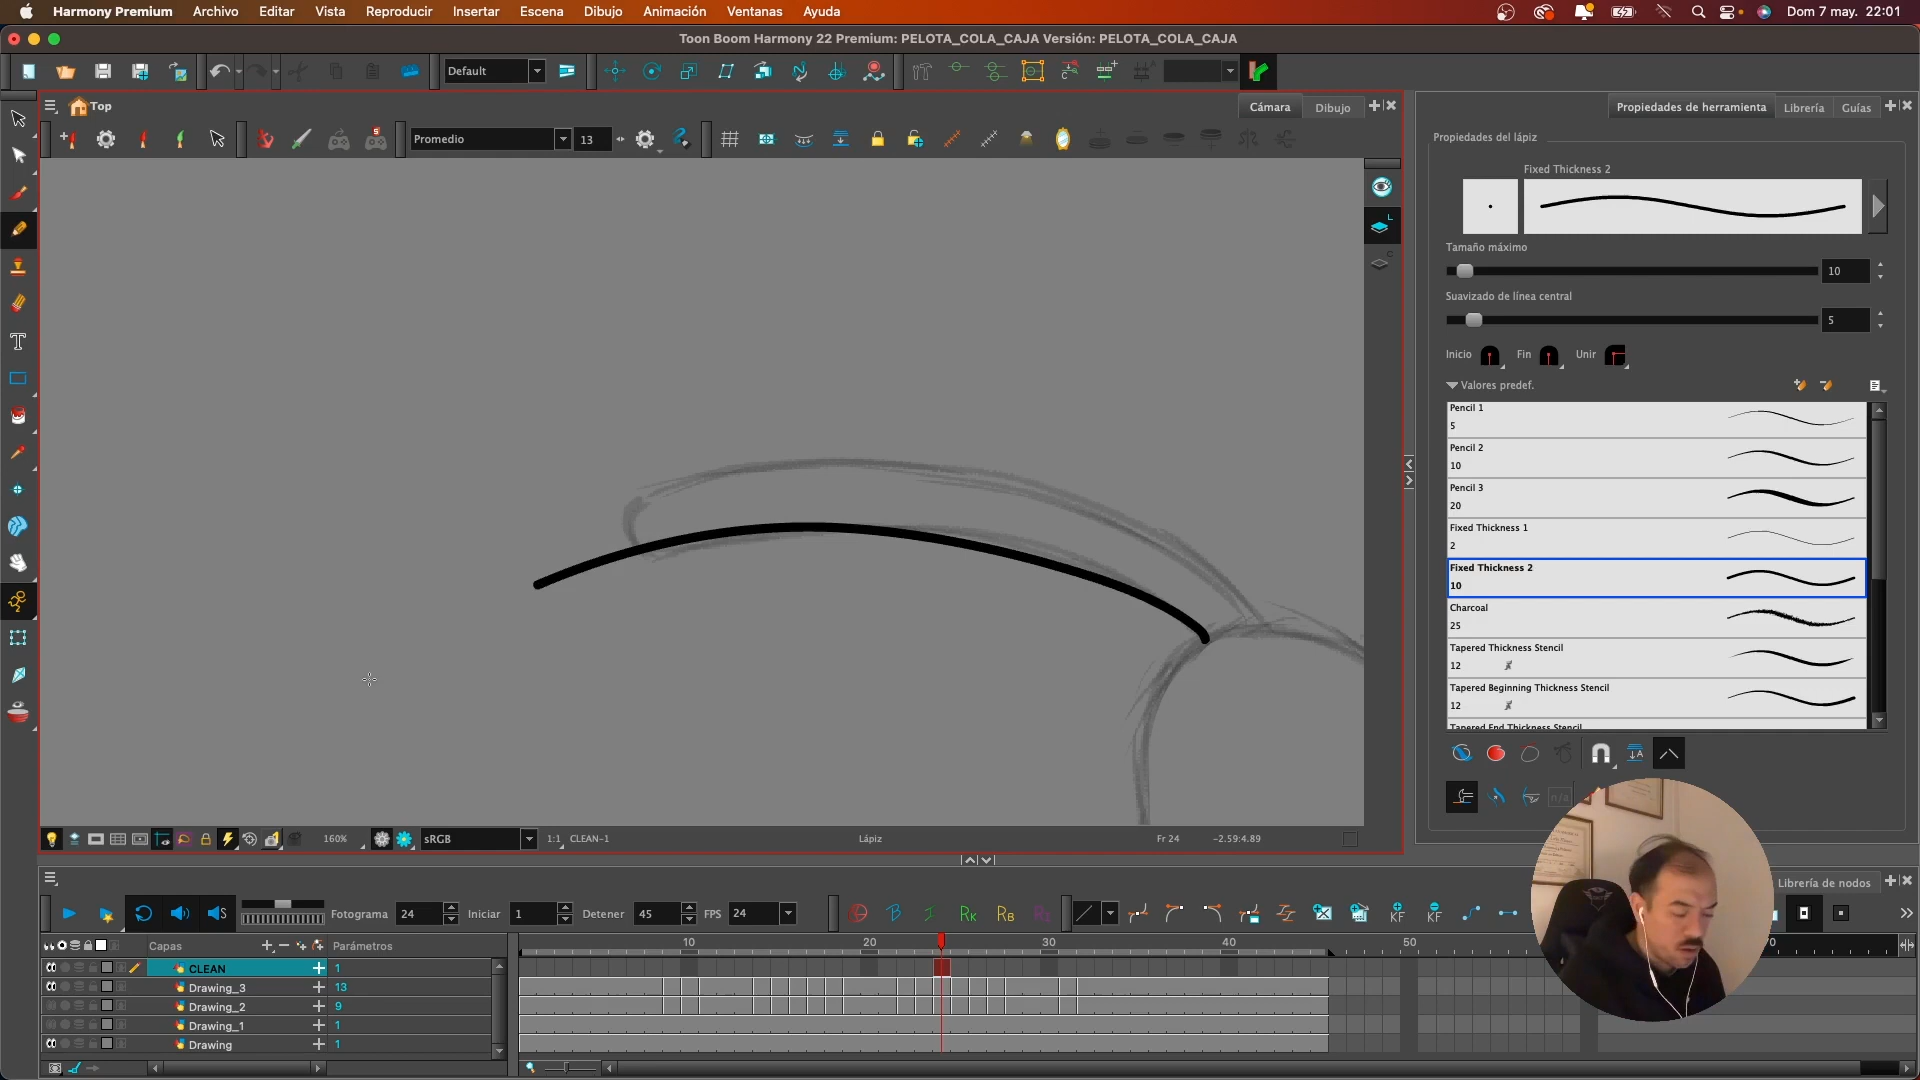 Harmony Premium Archivo Editar Vista Reproducir Insertar Escena Dibujo Animación Ventanas Ayuda Dom 7 may. 22:01
Toon Boom Harmony 22 Premium: PELOTA_COLA_CAJA Versión: PELOTA_COLA_CAJA
Default
Top
Cámara Dibujo
Propiedades de herramienta Librería Guías
Promedio 13
Propiedades del lápiz
Fixed Thickness 2
Tamaño máximo
10
Suavizado de línea central
5
Inicio Fin Unir
Valores predef.
Pencil 1
5
Pencil 2
10
Pencil 3
20
Fixed Thickness 1
2
Fixed Thickness 2
10
Charcoal
25
Tapered Thickness Stencil
12
Tapered Beginning Thickness Stencil
12
Tapered End Thickness Stencil
n/a
160% sRGB 1:1 CLEAN-1 Lápiz Fr 24 -2.59:4.89
Librería de nodos
Fotograma 24 Iniciar 1 Detener 45 FPS 24
Capas Parámetros
10 20 30 40 50 70
CLEAN 1
Drawing_3 13
Drawing_2 9
Drawing_1 1
Drawing 1